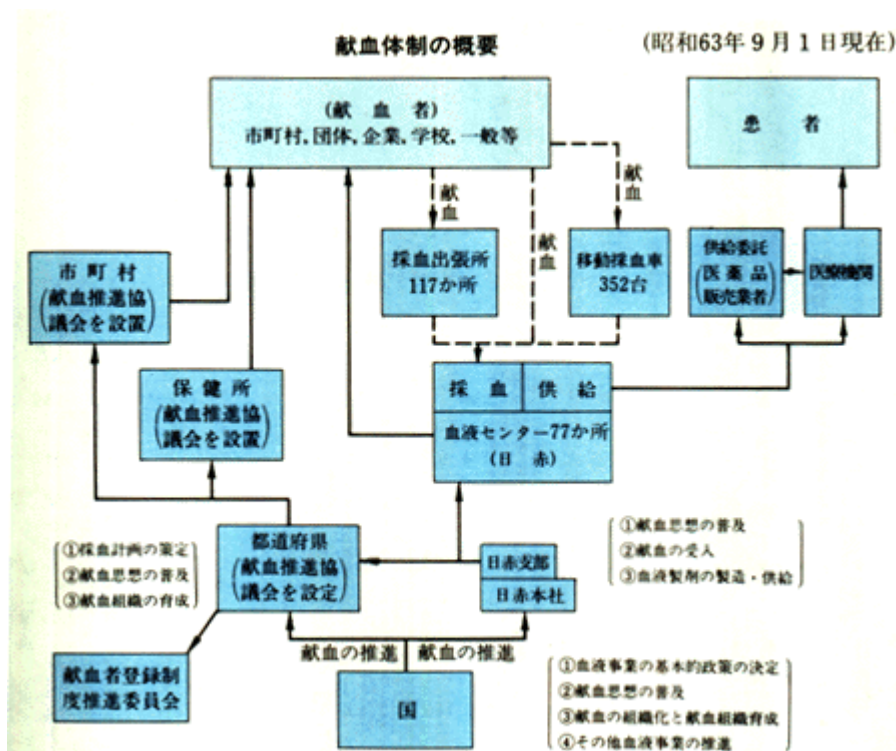 献血体制の概要
(昭和63年9月1日現在)
(献血者)
市町村,団体,企業,学校,一般等
患者
献血
献血
献血
採血出張所
117か所
移動採血車
352台
供給委託
(医薬品
販売業者)
医療機関
市町村
(献血推進協
議会を設置)
保健所
(献血推進協
議会を設置)
採血
供給
血液センター77か所
(日赤)
①採血計画の策定
②献血思想の普及
③献血組織の育成
都道府県
(献血推進協
議会を設定)
日赤支部
日赤本社
①献血思想の普及
②献血の受入
③血液製剤の製造・供給
献血の推進
献血の推進
献血者登録制
度推進委員会
国
①血液事業の基本的政策の決定
②献血思想の普及
③献血の組織化と献血組織育成
④その他血液事業の推進